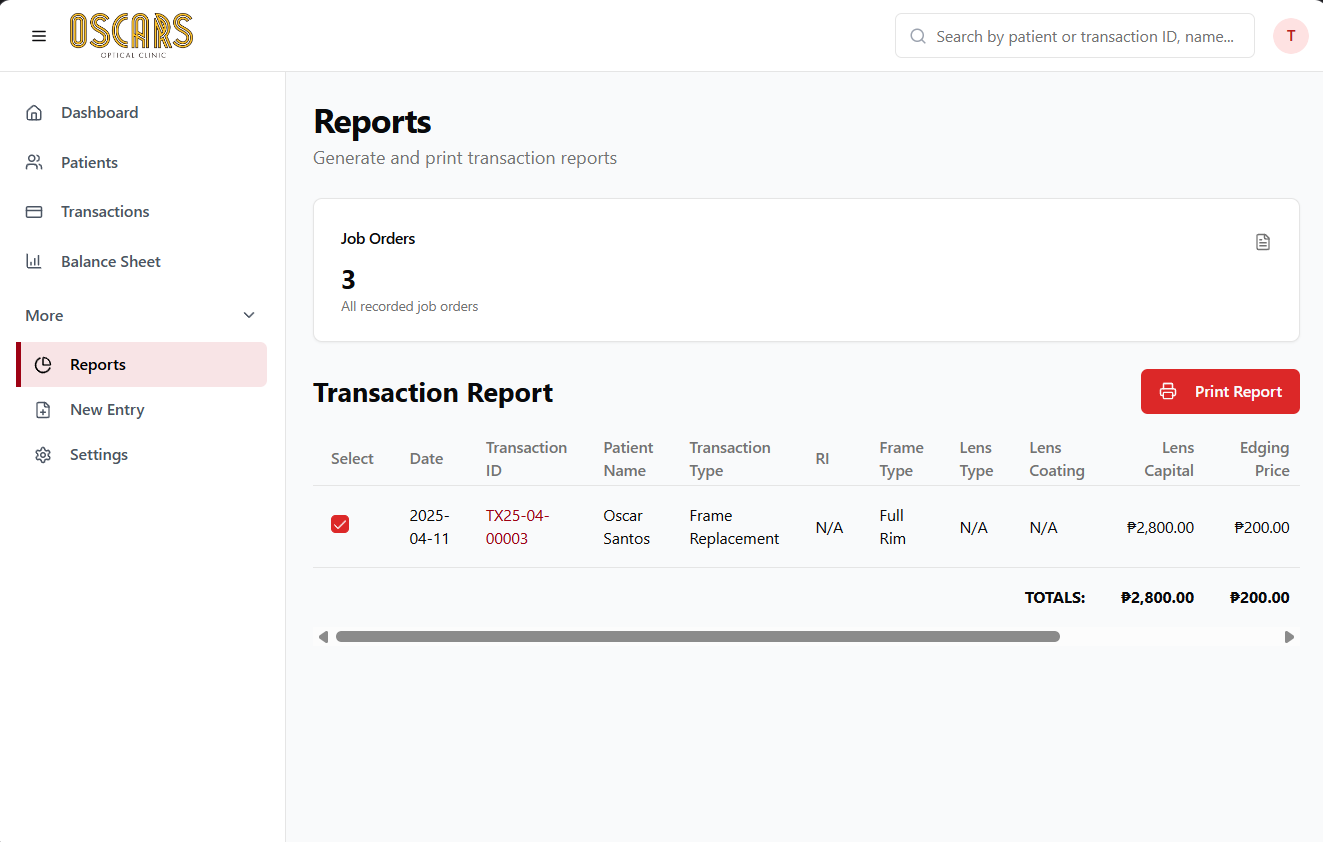 OSCARS
OPTICAL CLINIC
Search by patient or transaction ID, name...
T
Dashboard
Patients
Transactions
Balance Sheet
More
Reports
New Entry
Settings
Reports
Generate and print transaction reports
Job Orders
3
All recorded job orders
Transaction Report
Print Report
Select
Date
Transaction
ID
Patient
Name
Transaction
Type
RI
Frame
Type
Lens
Type
Lens
Coating
Lens
Capital
Edging
Price
2025-
04-11
TX25-04-
00003
Oscar
Santos
Frame
Replacement
N/A
Full
Rim
N/A
N/A
₱2,800.00
₱200.00
TOTALS:
₱2,800.00
₱200.00